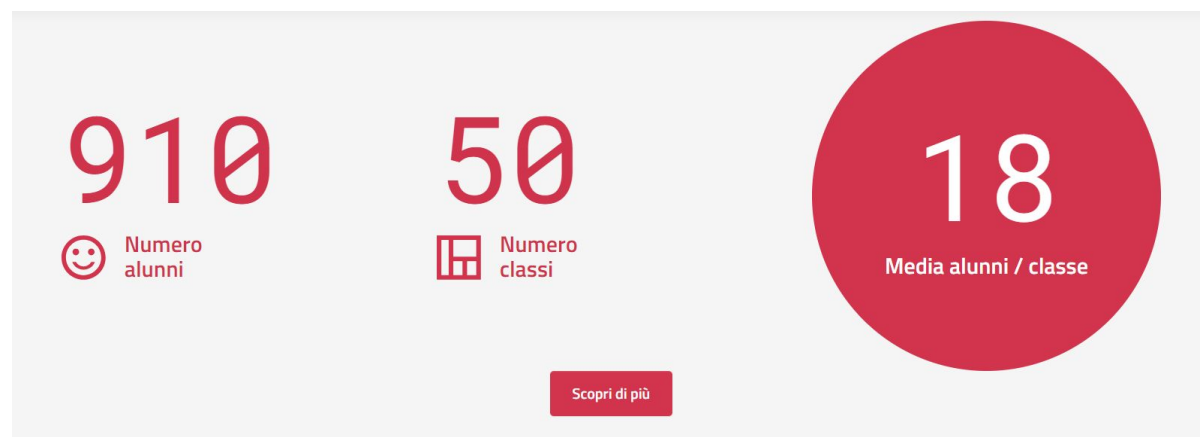 910
Numero
alunni
50
Numero
classi
18
Media alunni / classe
Scopri di più